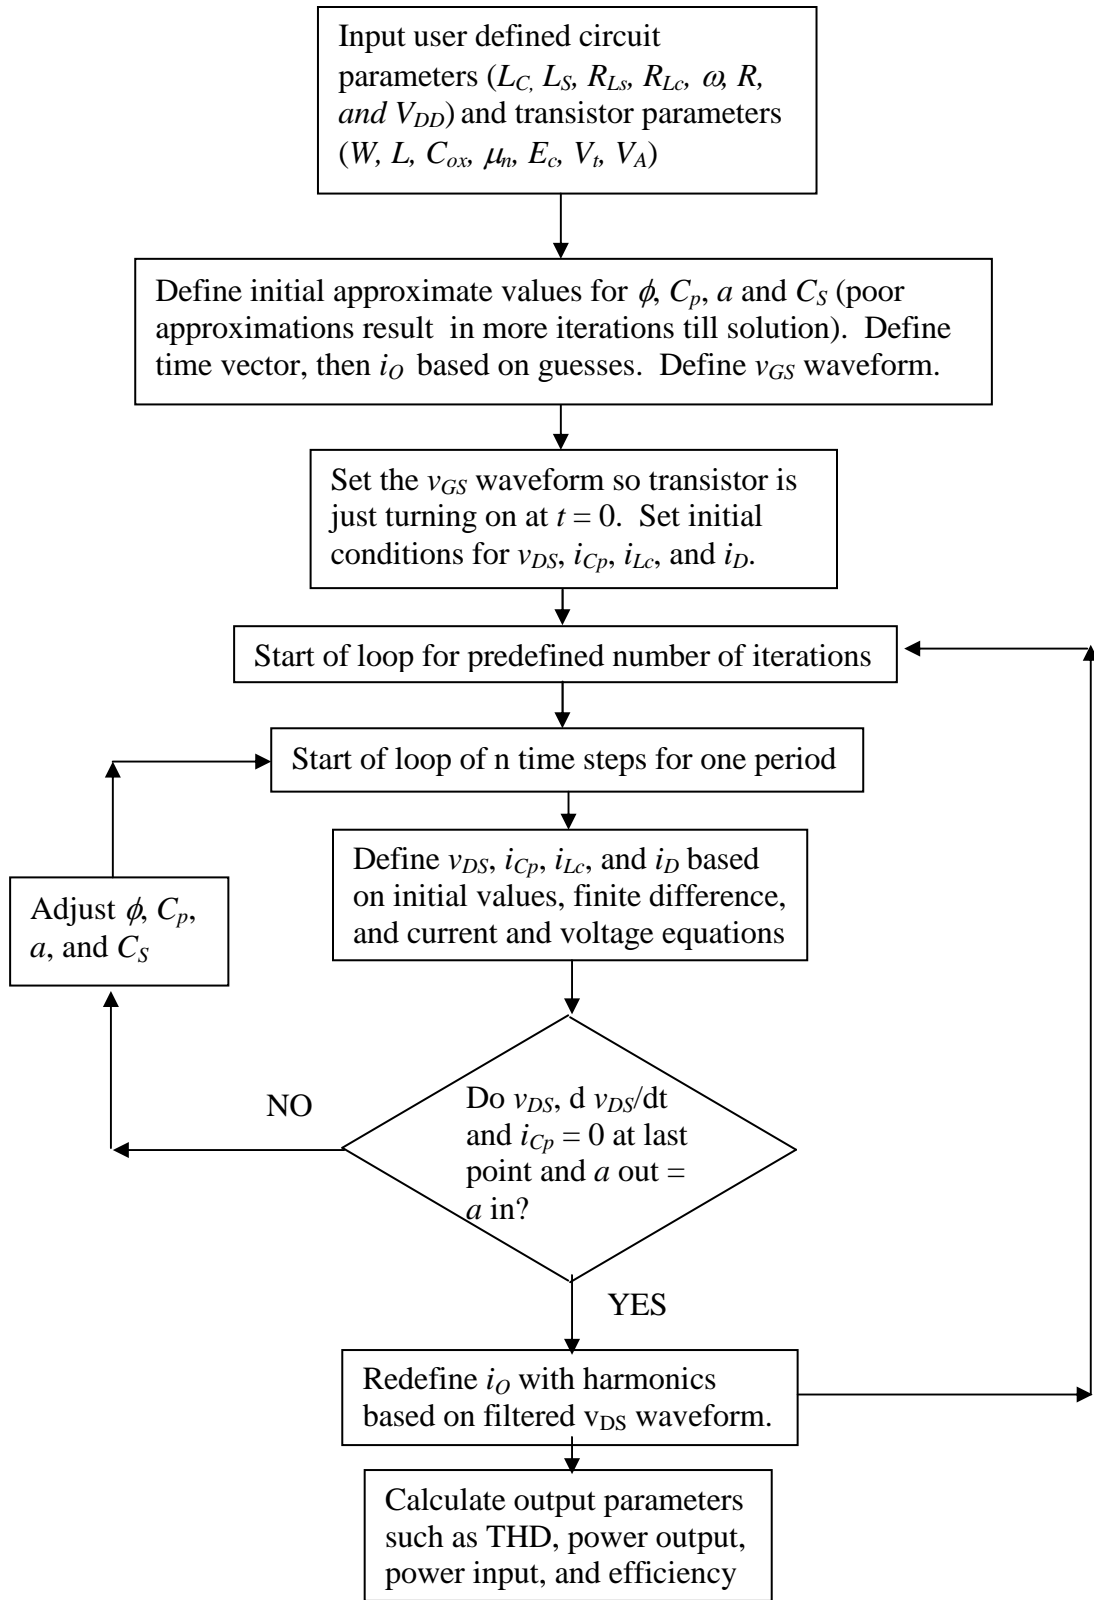 Input user defined circuit
parameters (L_C, L_S, R_Ls, R_Lc, ω, R,
and V_DD) and transistor parameters
(W, L, C_ox, μ_n, E_c, V_t, V_A)
Define initial approximate values for ϕ, C_p, a and C_S (poor
approximations result in more iterations till solution). Define
time vector, then i_O based on guesses. Define v_GS waveform.
Set the v_GS waveform so transistor is
just turning on at t = 0. Set initial
conditions for v_DS, i_Cp, i_Lc, and i_D.
Start of loop for predefined number of iterations
Start of loop of n time steps for one period
Define v_DS, i_Cp, i_Lc, and i_D based
on initial values, finite difference,
and current and voltage equations
Adjust ϕ, C_p,
a, and C_S
NO
Do v_DS, d v_DS/dt
and i_Cp = 0 at last
point and a out =
a in?
YES
Redefine i_O with harmonics
based on filtered v_DS waveform.
Calculate output parameters
such as THD, power output,
power input, and efficiency